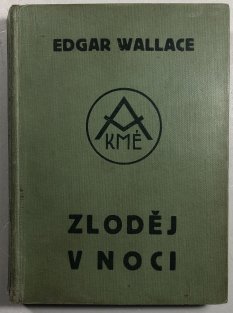 EDGAR WALLACE
A
KMÉ
ZLODĚJ
V NOCI